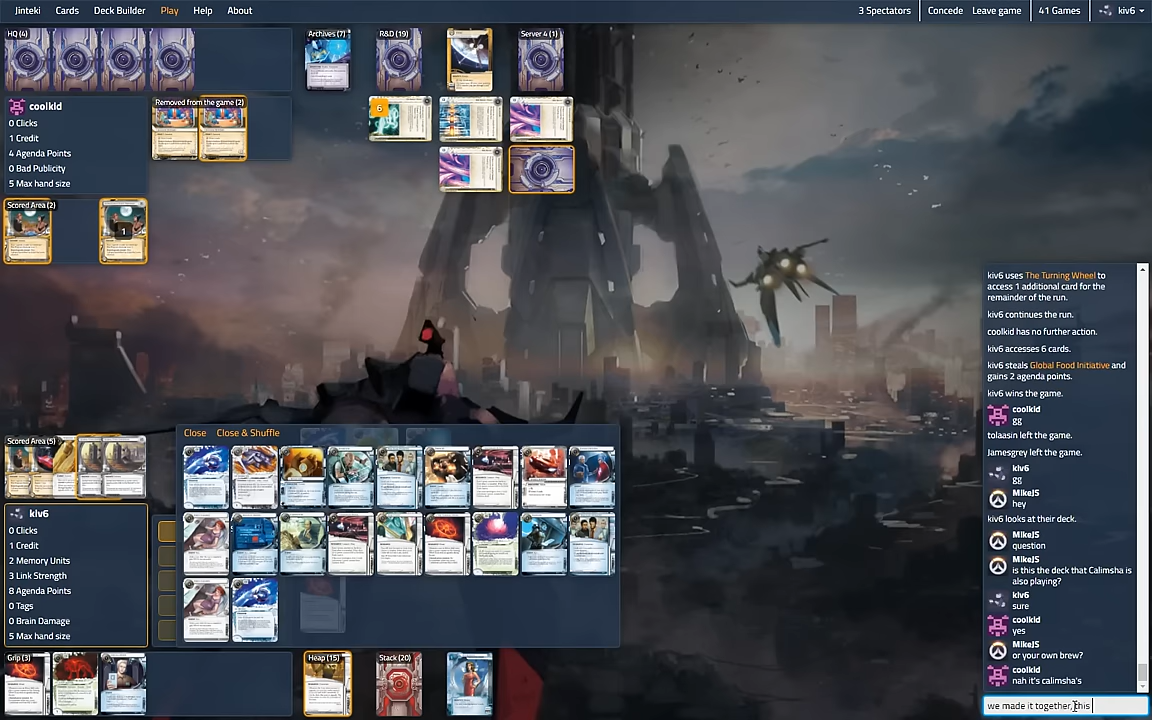 Jinteki Cards Deck Builder Play Help About 3 Spectators Concede Leave game 41 Games kiv6
HQ (4)
Archives (7)
R&D (19)
Server 4 (1)
coolkid
0 Clicks
1 Credit
4 Agenda Points
0 Bad Publicity
5 Max hand size
Removed from the game (2)
6
Scored Area (2)
1
kiv6 uses The Turning Wheel to
access 1 additional card for the
remainder of the run.
kiv6 continues the run.
coolkid has no further action.
kiv6 accesses 6 cards.
kiv6 steals Global Food Initiative and
gains 2 agenda points.
kiv6 wins the game.
coolkid
gg
tolaasin left the game.
Jamesgrey left the game.
kiv6
gg
MikeJS
hey
kiv6 looks at their deck.
MikeJS
question
MikeJS
is this the deck that Calimsha is
also playing?
kiv6
sure
coolkid
yes
MikeJS
or your own brew?
coolkid
nah it's calimsha's
we made it together, this
Close Close & Shuffle
Scored Area (5)
kiv6
0 Clicks
1 Credit
2 Memory Units
3 Link Strength
8 Agenda Points
0 Tags
0 Brain Damage
5 Max hand size
Grip (3)
Heap (15)
Stack (20)